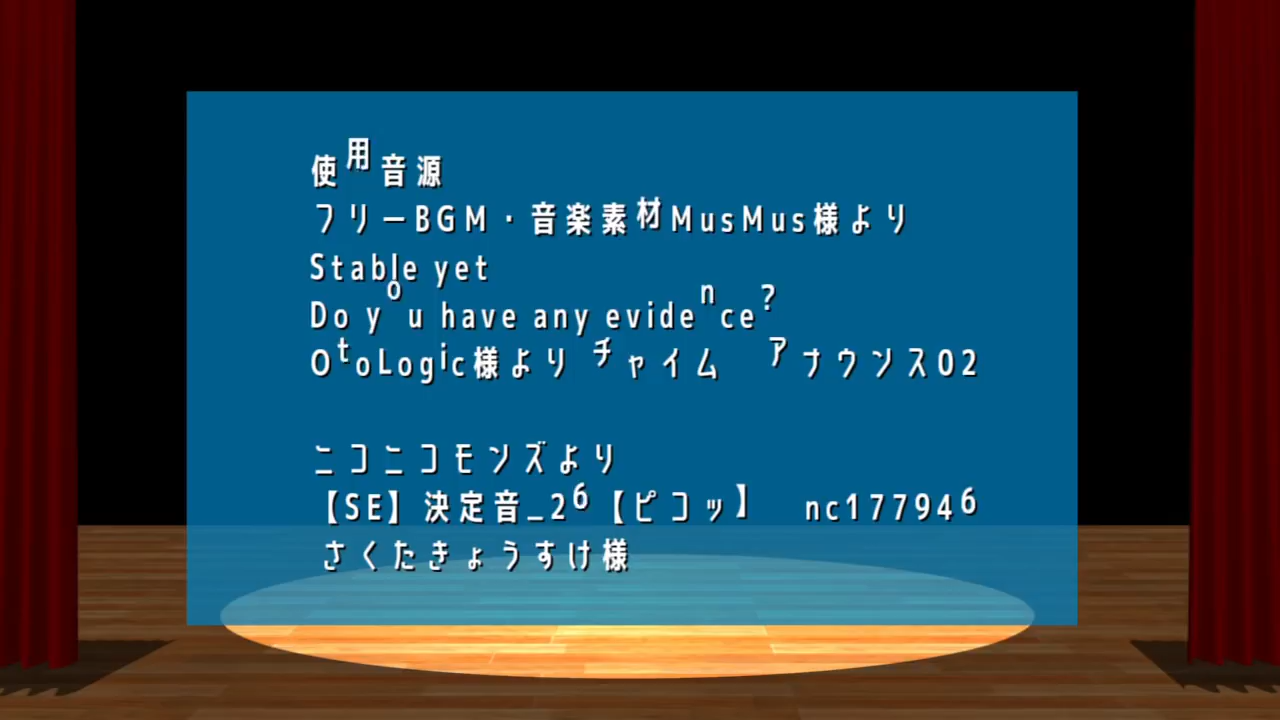 使用音源
フリーBGM・音楽素材MusMus様より
Stable yet
Do you have any evidence?
OtoLogic様より チャイム　アナウンス02
ニコニコモンズより
【SE】決定音_26【ピコッ】　nc177946
さくたきょうすけ様